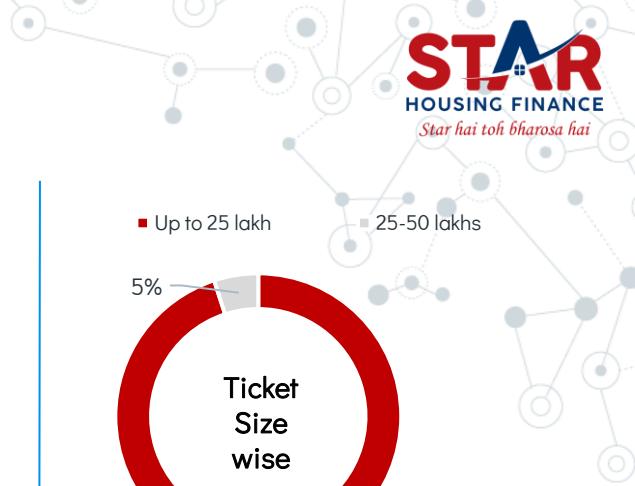 STAR
HOUSING FINANCE
Star hai toh bharosa hai
Up to 25 lakh 25-50 lakhs
5%
Ticket
Size
wise